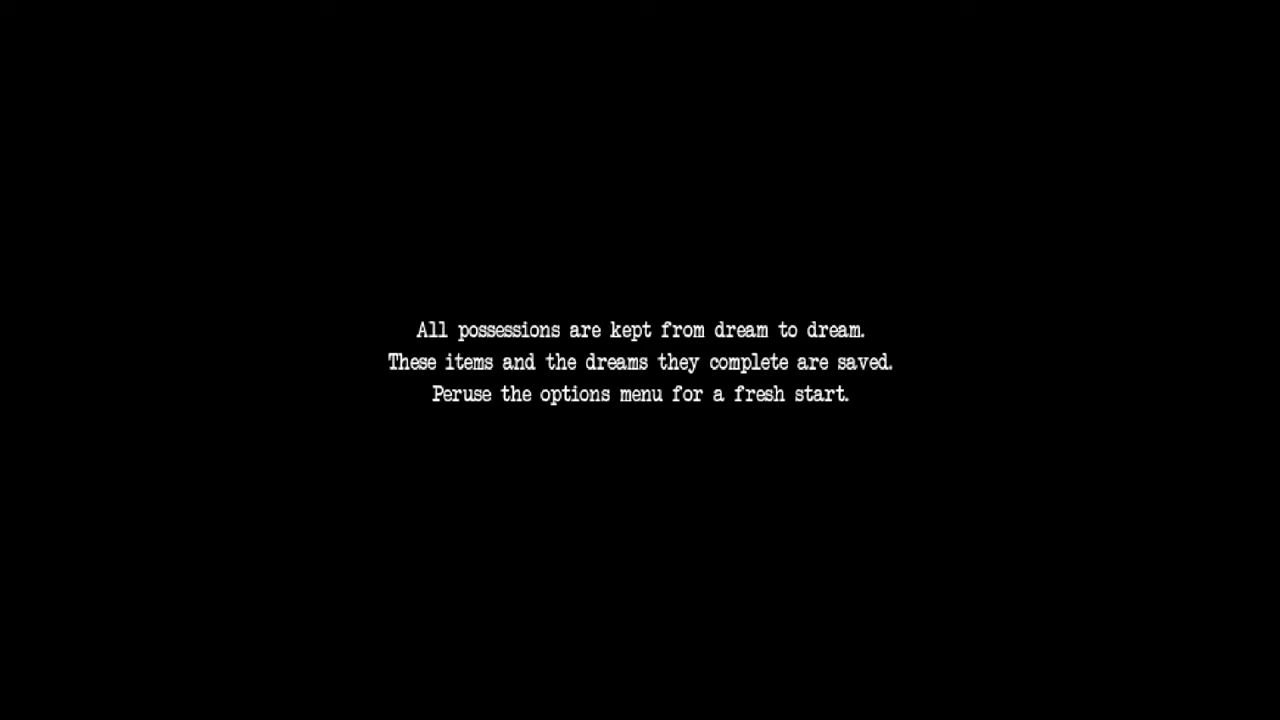 All possessions are kept from dream to dream.
These items and the dreams they complete are saved.
Peruse the options menu for a fresh start.